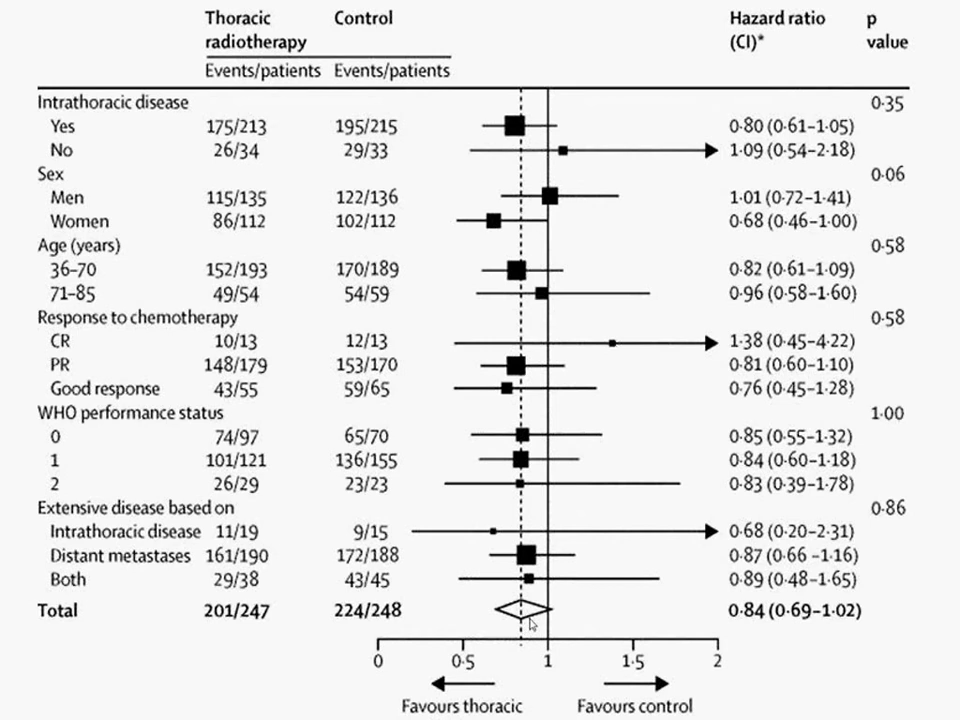 Thoracic radiotherapy Control Hazard ratio (CI)* p value
Events/patients Events/patients
Intrathoracic disease 0·35
Yes 175/213 195/215 0·80 (0·61–1·05)
No 26/34 29/33 1·09 (0·54–2·18)
Sex 0·06
Men 115/135 122/136 1·01 (0·72–1·41)
Women 86/112 102/112 0·68 (0·46–1·00)
Age (years) 0·58
36–70 152/193 170/189 0·82 (0·61–1·09)
71–85 49/54 54/59 0·96 (0·58–1·60)
Response to chemotherapy 0·58
CR 10/13 12/13 1·38 (0·45–4·22)
PR 148/179 153/170 0·81 (0·60–1·10)
Good response 43/55 59/65 0·76 (0·45–1·28)
WHO performance status 1·00
0 74/97 65/70 0·85 (0·55–1·32)
1 101/121 136/155 0·84 (0·60–1·18)
2 26/29 23/23 0·83 (0·39–1·78)
Extensive disease based on 0·86
Intrathoracic disease 11/19 9/15 0·68 (0·20–2·31)
Distant metastases 161/190 172/188 0·87 (0·66 –1·16)
Both 29/38 43/45 0·89 (0·48–1·65)
Total 201/247 224/248 0·84 (0·69–1·02)
0 0·5 1 1·5 2
Favours thoracic Favours control